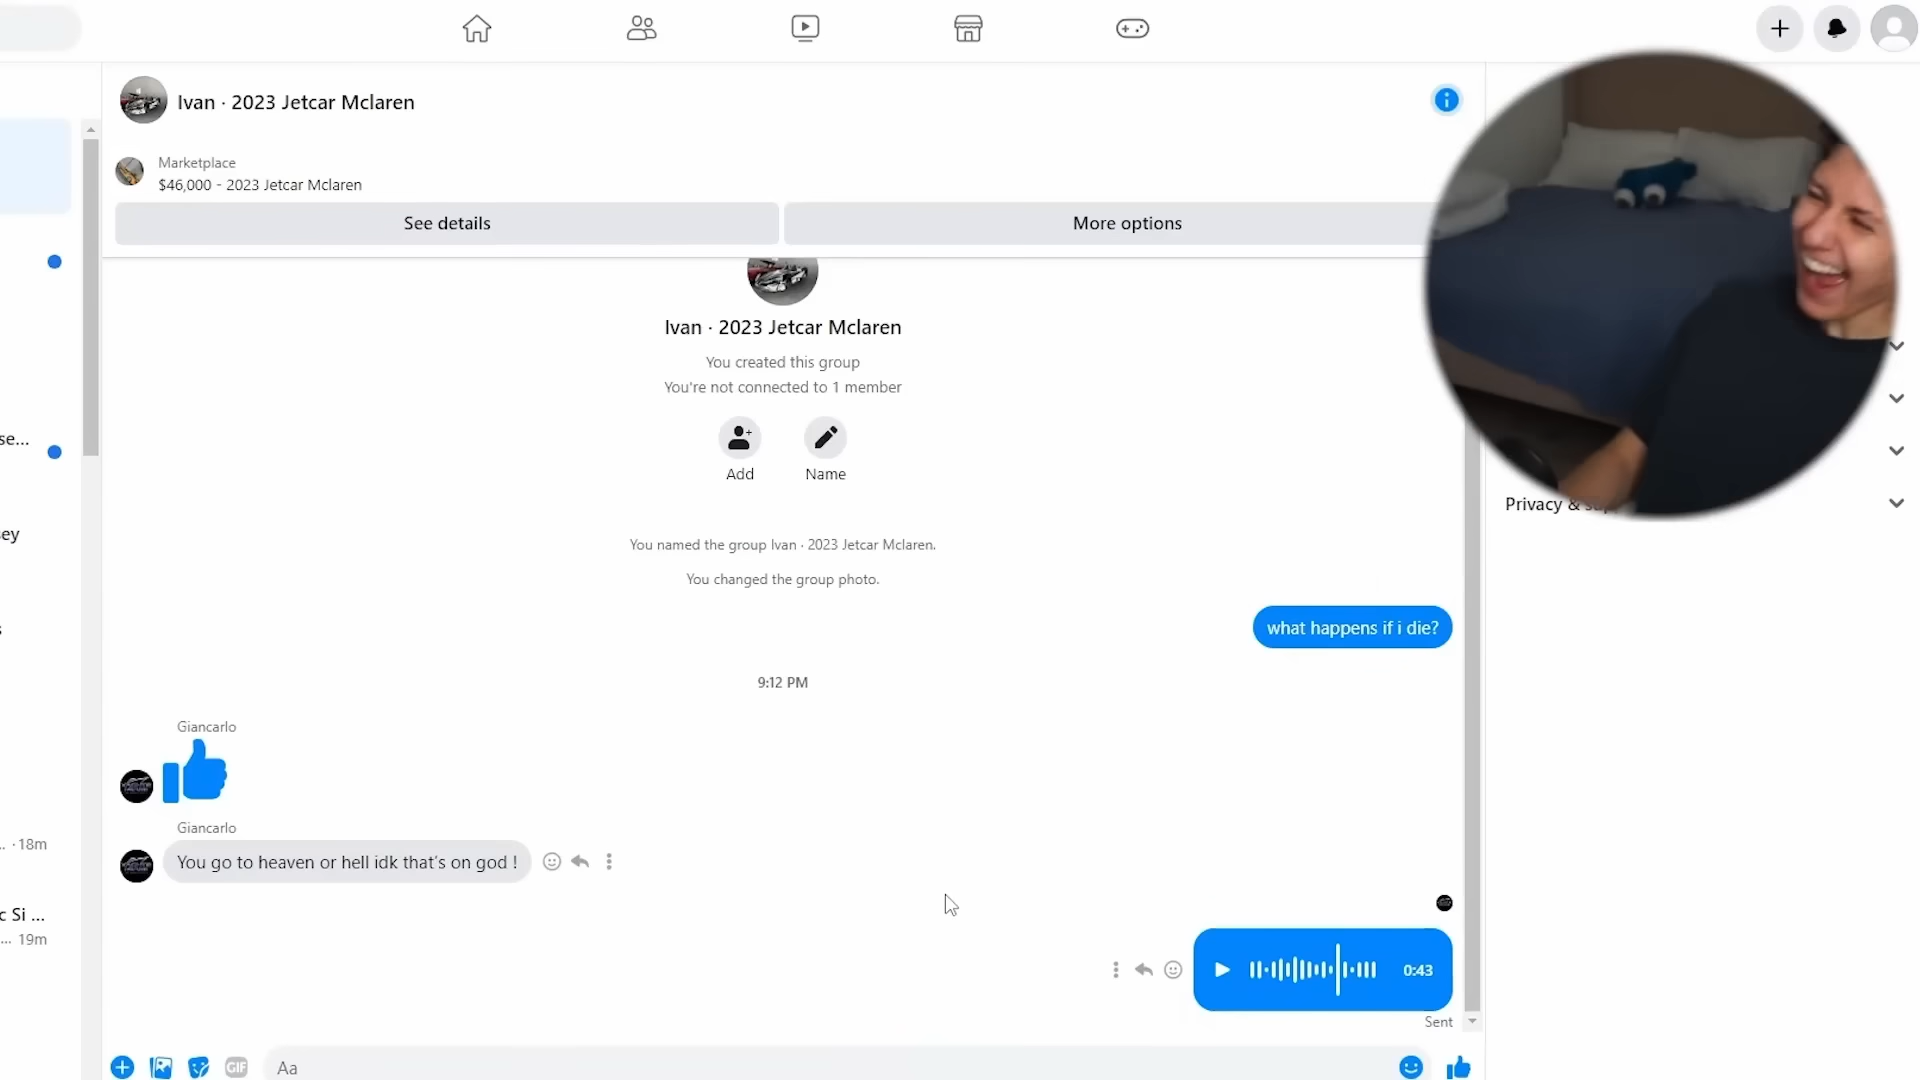 Ivan · 2023 Jetcar Mclaren
Marketplace
$46,000 - 2023 Jetcar Mclaren
See details
More options
Ivan · 2023 Jetcar Mclaren
You created this group
You're not connected to 1 member
Add
Name
se...
ey
You named the group Ivan · 2023 Jetcar Mclaren.
You changed the group photo.
Privacy &
what happens if i die?
9:12 PM
Giancarlo
Giancarlo
... · 18m
You go to heaven or hell idk that's on god !
c Si ...
... 19m
0:43
Sent
GIF
Aa